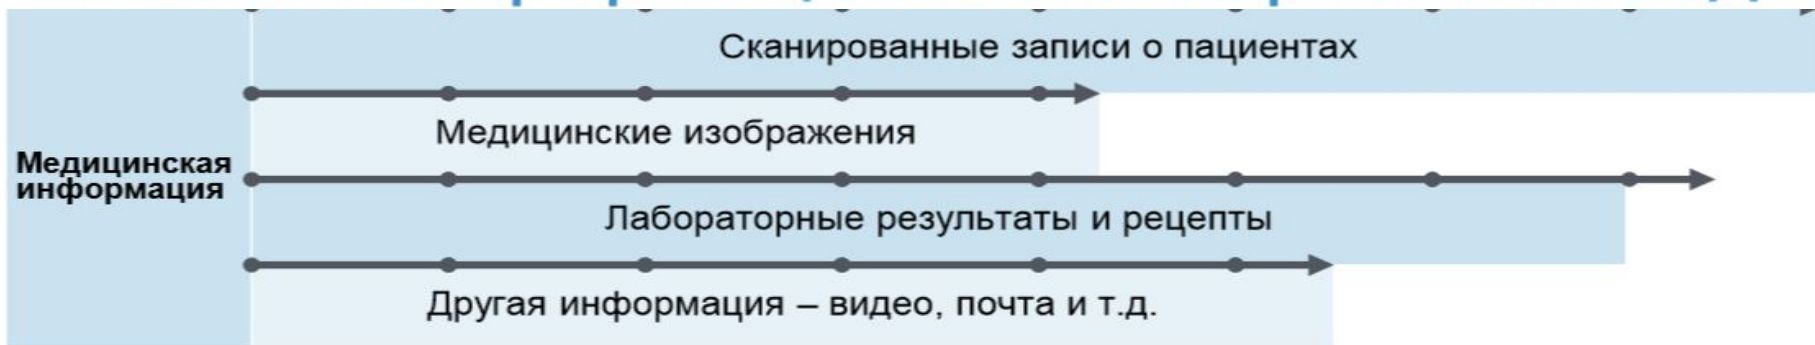 Сканированные записи о пациентах
Медицинские изображения
Медицинская
информация
Лабораторные результаты и рецепты
Другая информация – видео, почта и т.д.